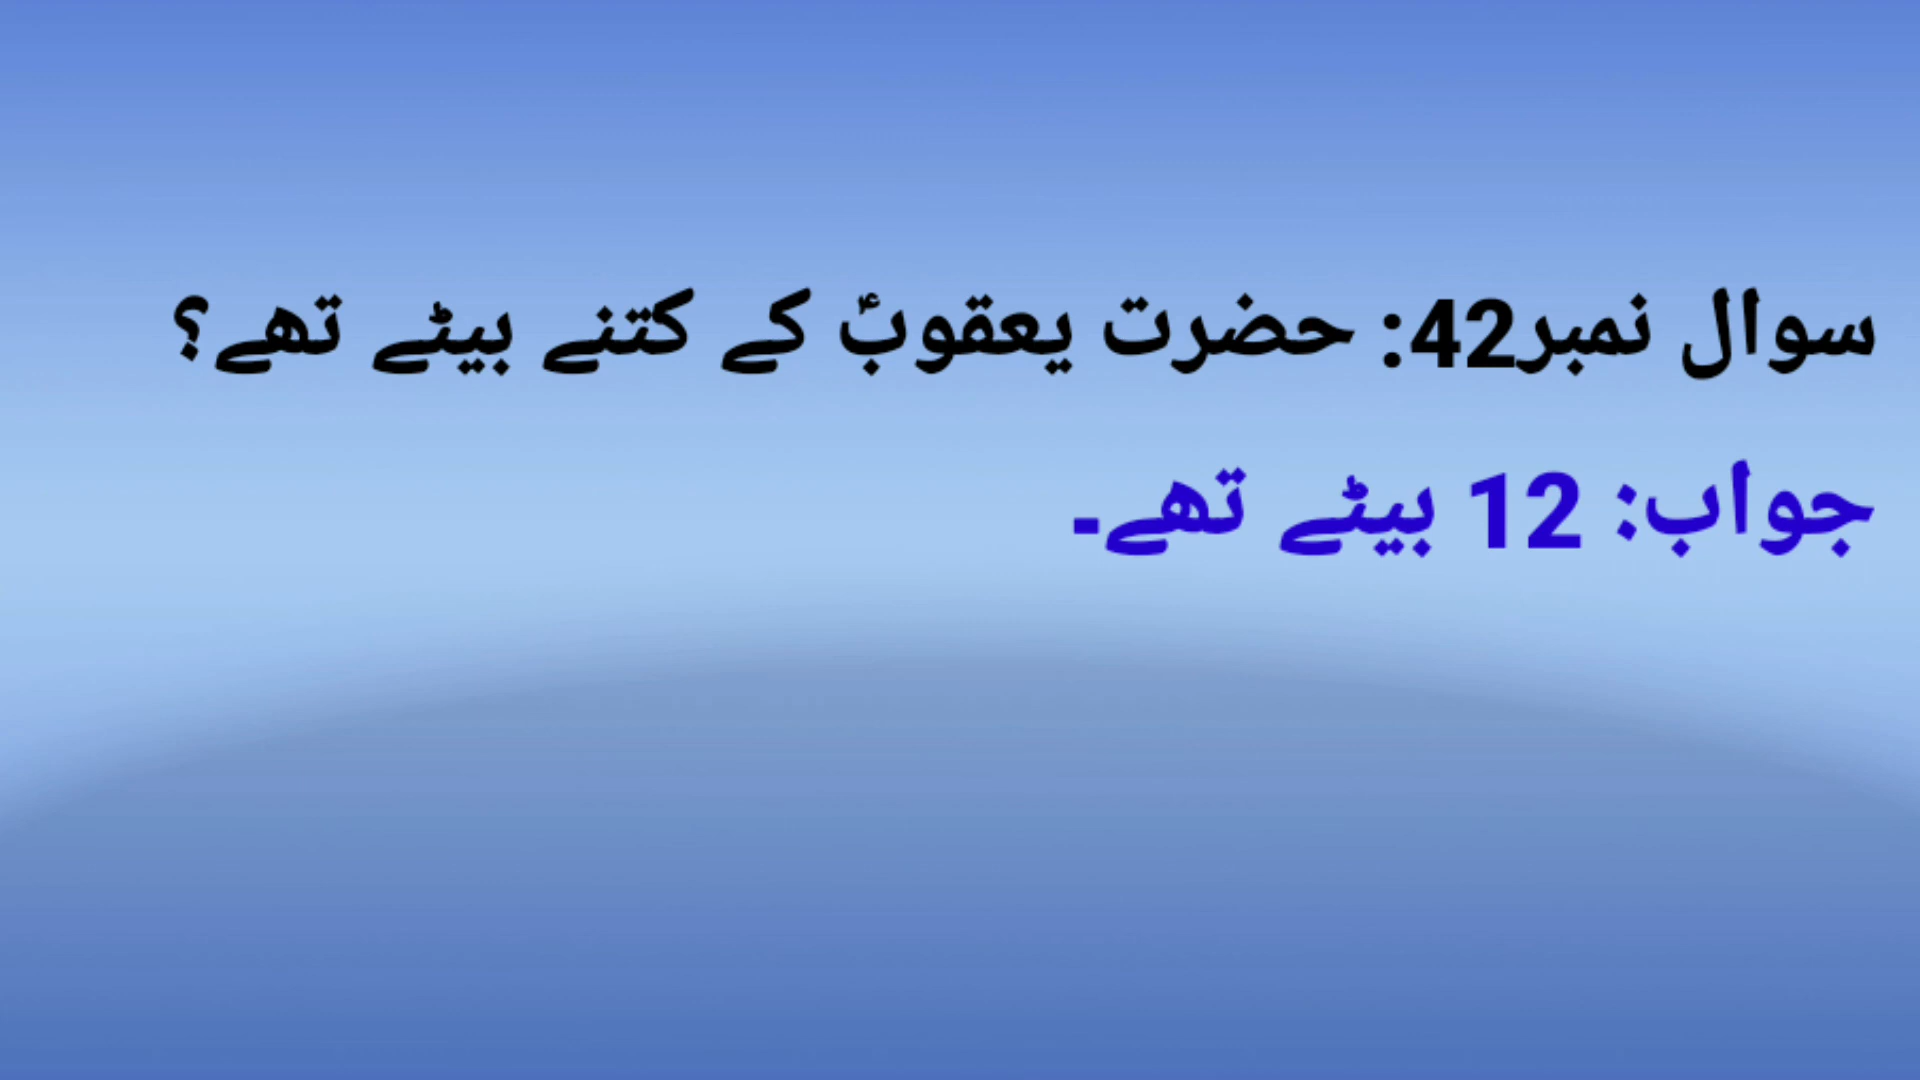 سوال نمبر42: حضرت یعقوبؑ کے کتنے بیٹے تھے؟
جواب: 12 بیٹے تھے۔